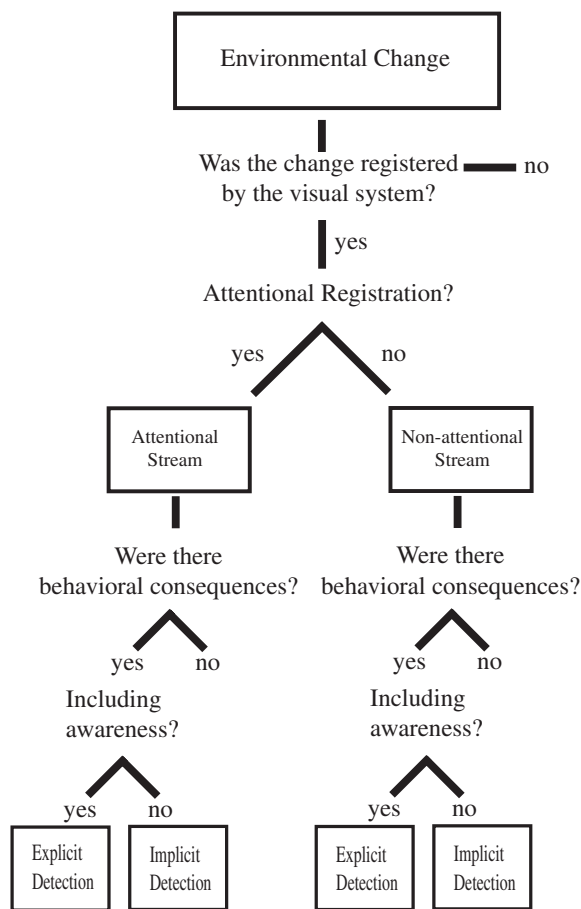 Environmental Change
Was the change registered
by the visual system?
no
yes
Attentional Registration?
yes
no
Attentional
Stream
Non-attentional
Stream
Were there
behavioral consequences?
Were there
behavioral consequences?
yes
no
yes
no
Including
awareness?
Including
awareness?
yes
no
yes
no
Explicit
Detection
Implicit
Detection
Explicit
Detection
Implicit
Detection